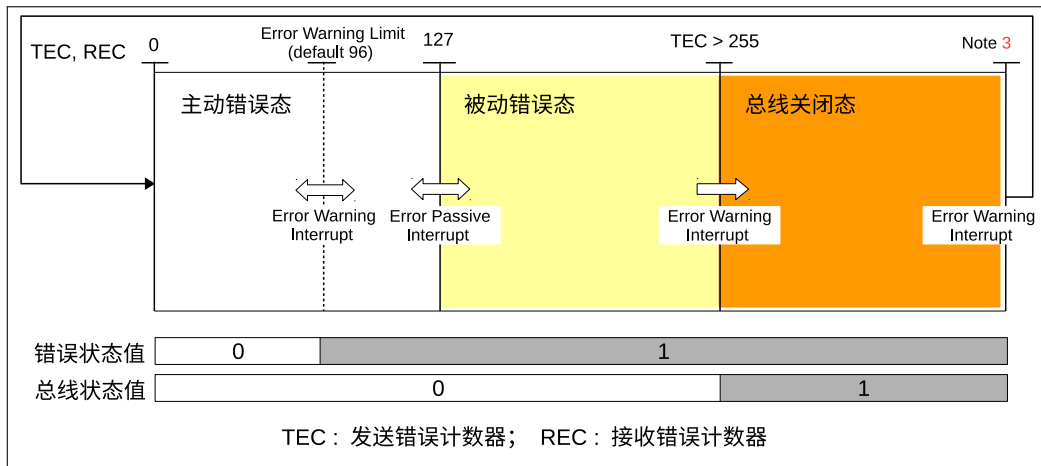 TEC, REC
0
Error Warning Limit
(default 96)
127
TEC > 255
Note 3
主动错误态
被动错误态
总线关闭态
Error Warning
Interrupt
Error Passive
Interrupt
Error Warning
Interrupt
Error Warning
Interrupt
错误状态值 0 1
总线状态值 0 1
TEC : 发送错误计数器； REC : 接收错误计数器